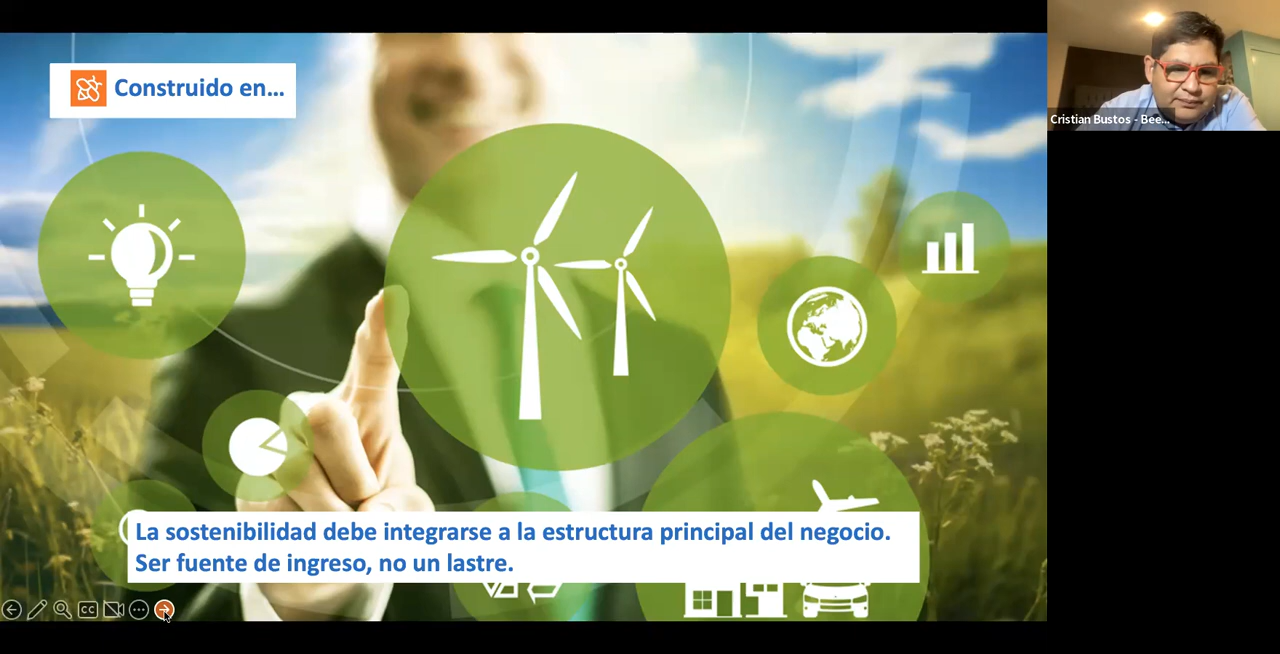 Construido en...
Cristian Bustos - Bee...
La sostenibilidad debe integrarse a la estructura principal del negocio.
Ser fuente de ingreso, no un lastre.
CC